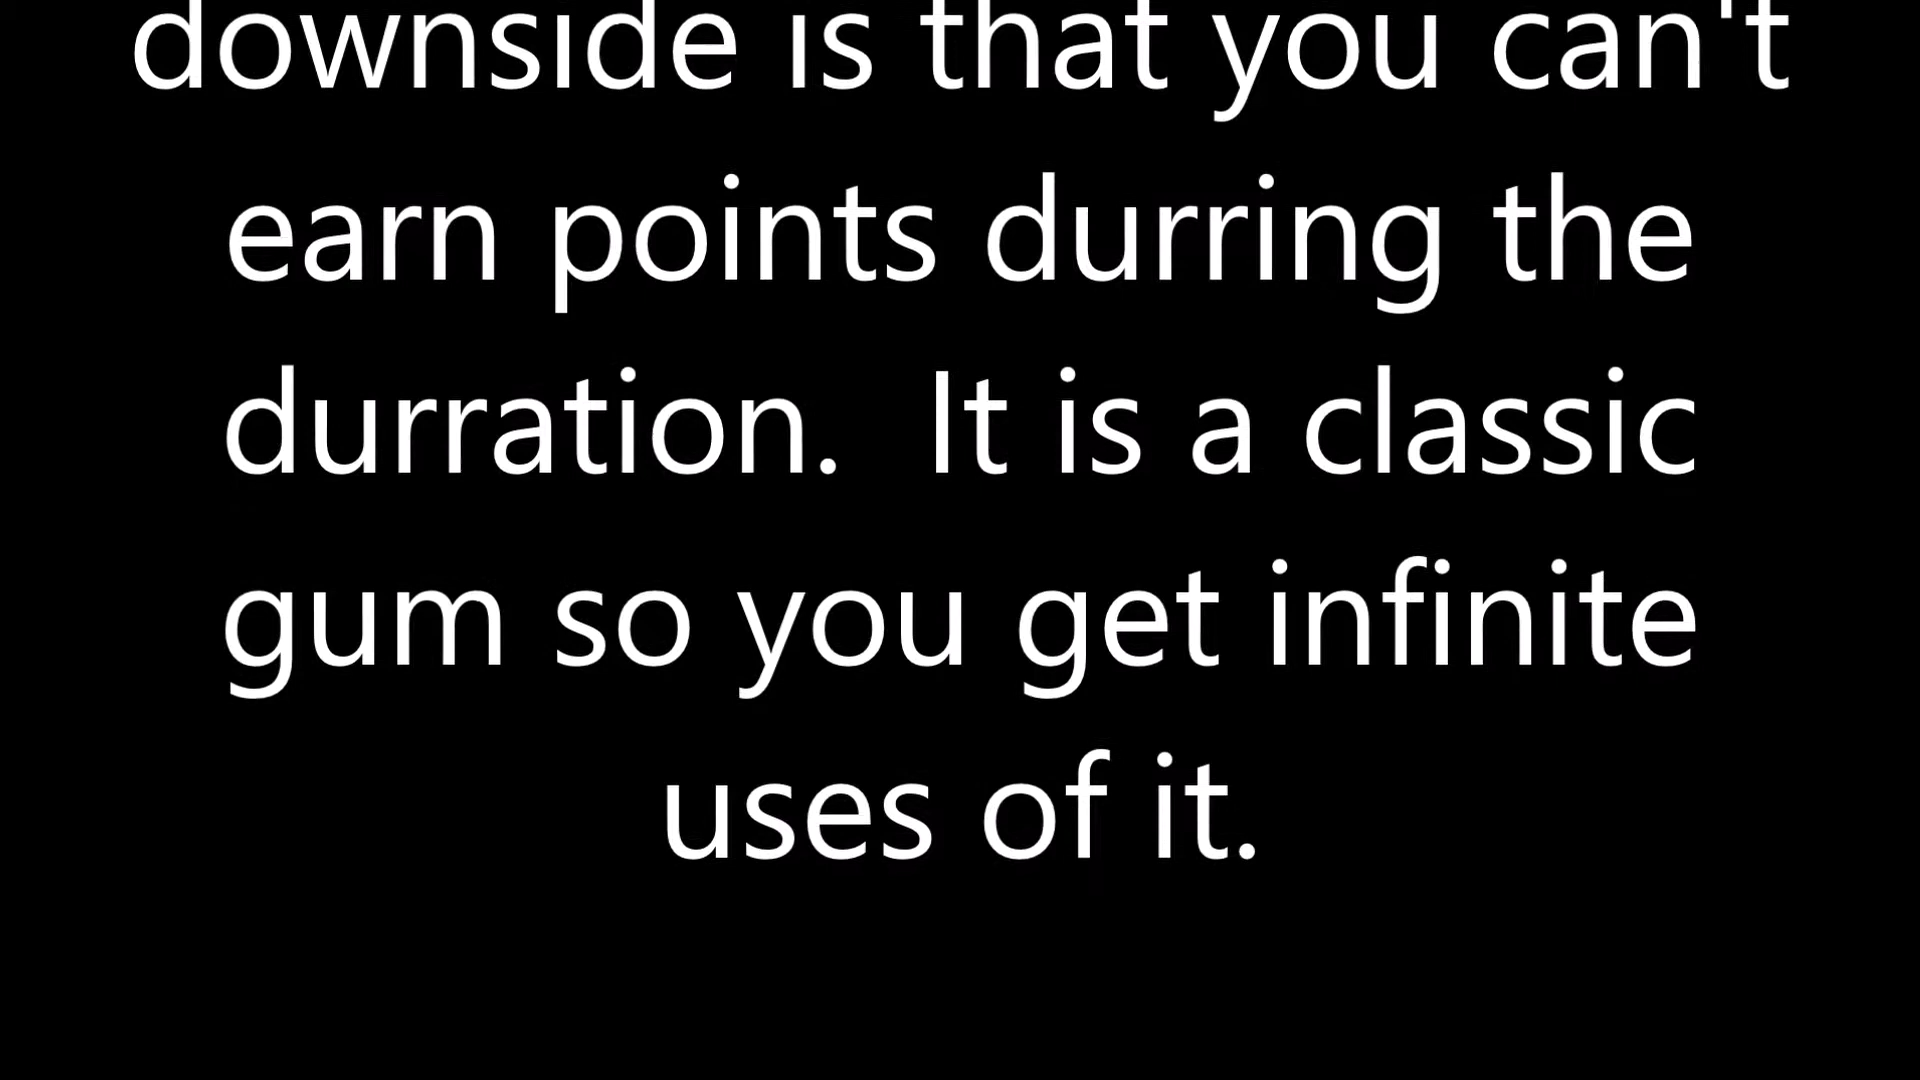 downside is that you can't
earn points durring the
durration.  It is a classic
gum so you get infinite
uses of it.